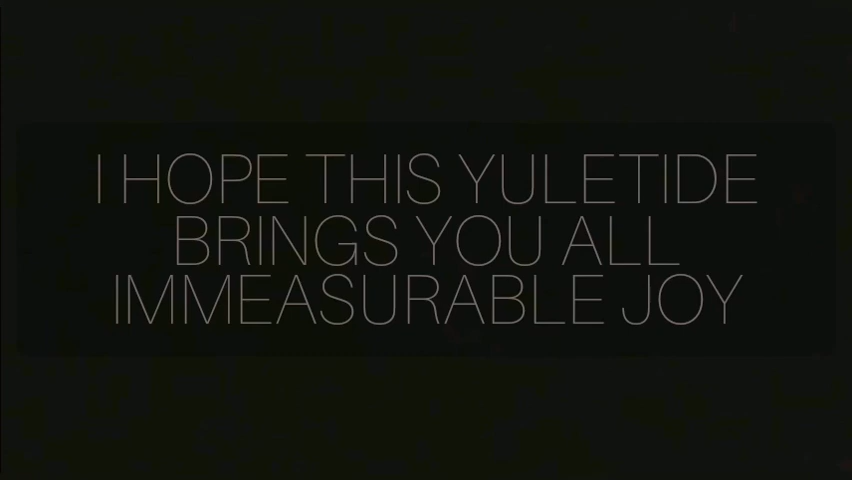 I HOPE THIS YULETIDE
BRINGS YOU ALL
IMMEASURABLE JOY